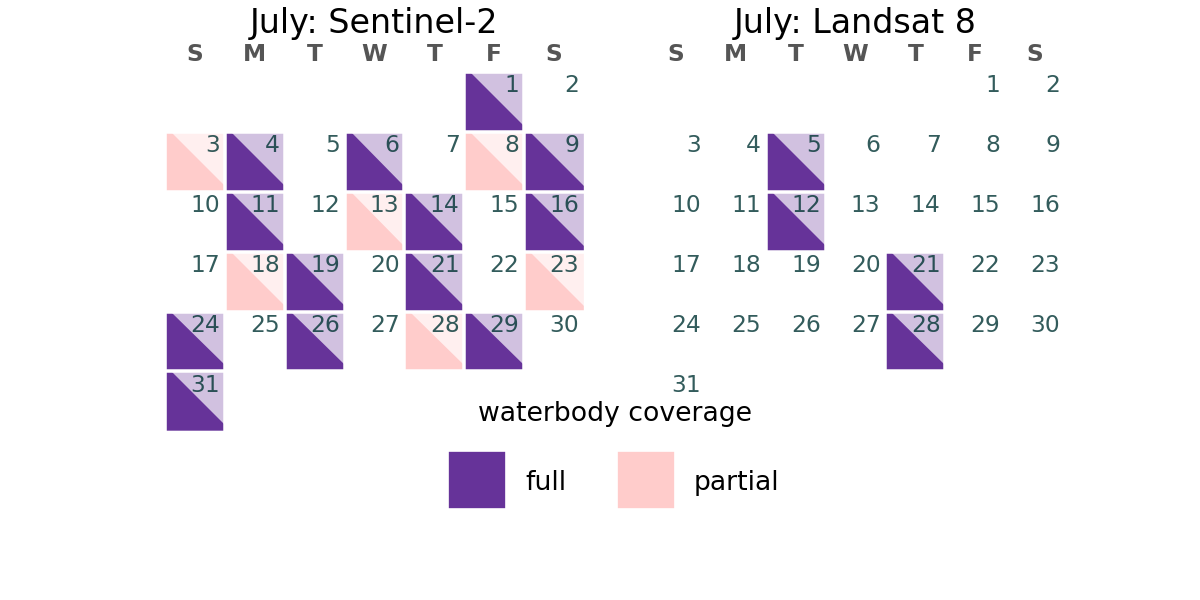 July: Sentinel-2
S M T W T F S
1 2
3 4 5 6 7 8 9
10 11 12 13 14 15 16
17 18 19 20 21 22 23
24 25 26 27 28 29 30
31
July: Landsat 8
S M T W T F S
1 2
3 4 5 6 7 8 9
10 11 12 13 14 15 16
17 18 19 20 21 22 23
24 25 26 27 28 29 30
31
waterbody coverage
full partial